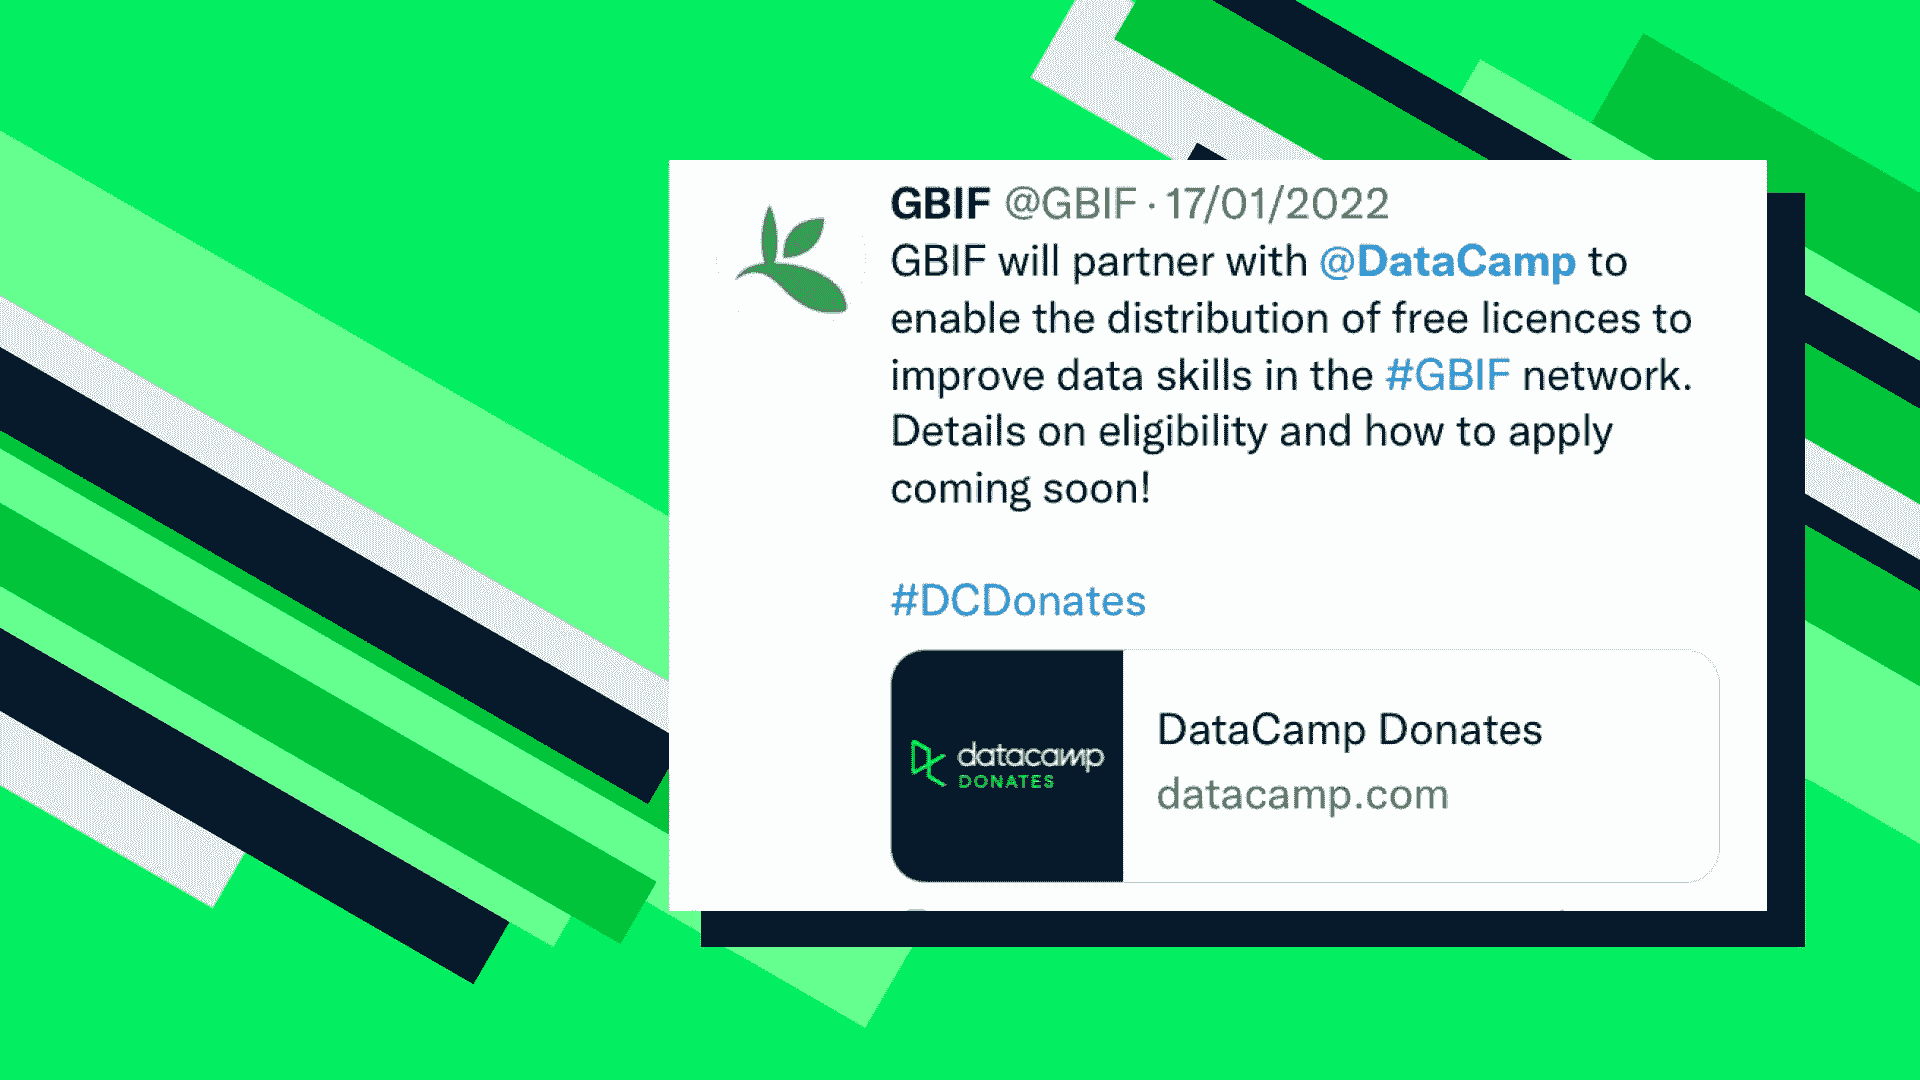 GBIF @GBIF · 17/01/2022
GBIF will partner with @DataCamp to
enable the distribution of free licences to
improve data skills in the #GBIF network.
Details on eligibility and how to apply
coming soon!
#DCDonates
datacamp
DONATES
DataCamp Donates
datacamp.com